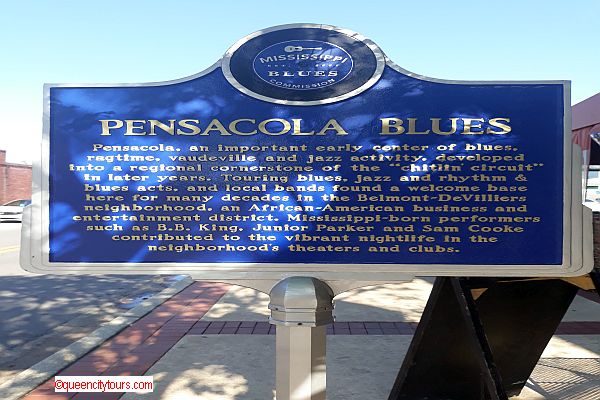 MISSISSIPPI
BLUES
COMMISSION
PENSACOLA BLUES
Pensacola, an important early center of blues,
ragtime, vaudeville and jazz activity, developed
into a regional cornerstone of the "chitlin' circuit"
in later years. Touring blues, jazz and rhythm &
blues acts, and local bands found a welcome base
here for many decades in the Belmont-DeVilliers
neighborhood, a African-American business and
entertainment district. Mississippi-born performers
such as B.B. King, Junior Parker and Sam Cooke
contributed to the vibrant nightlife in the
neighborhood's theaters and clubs.
©queencitytours.com